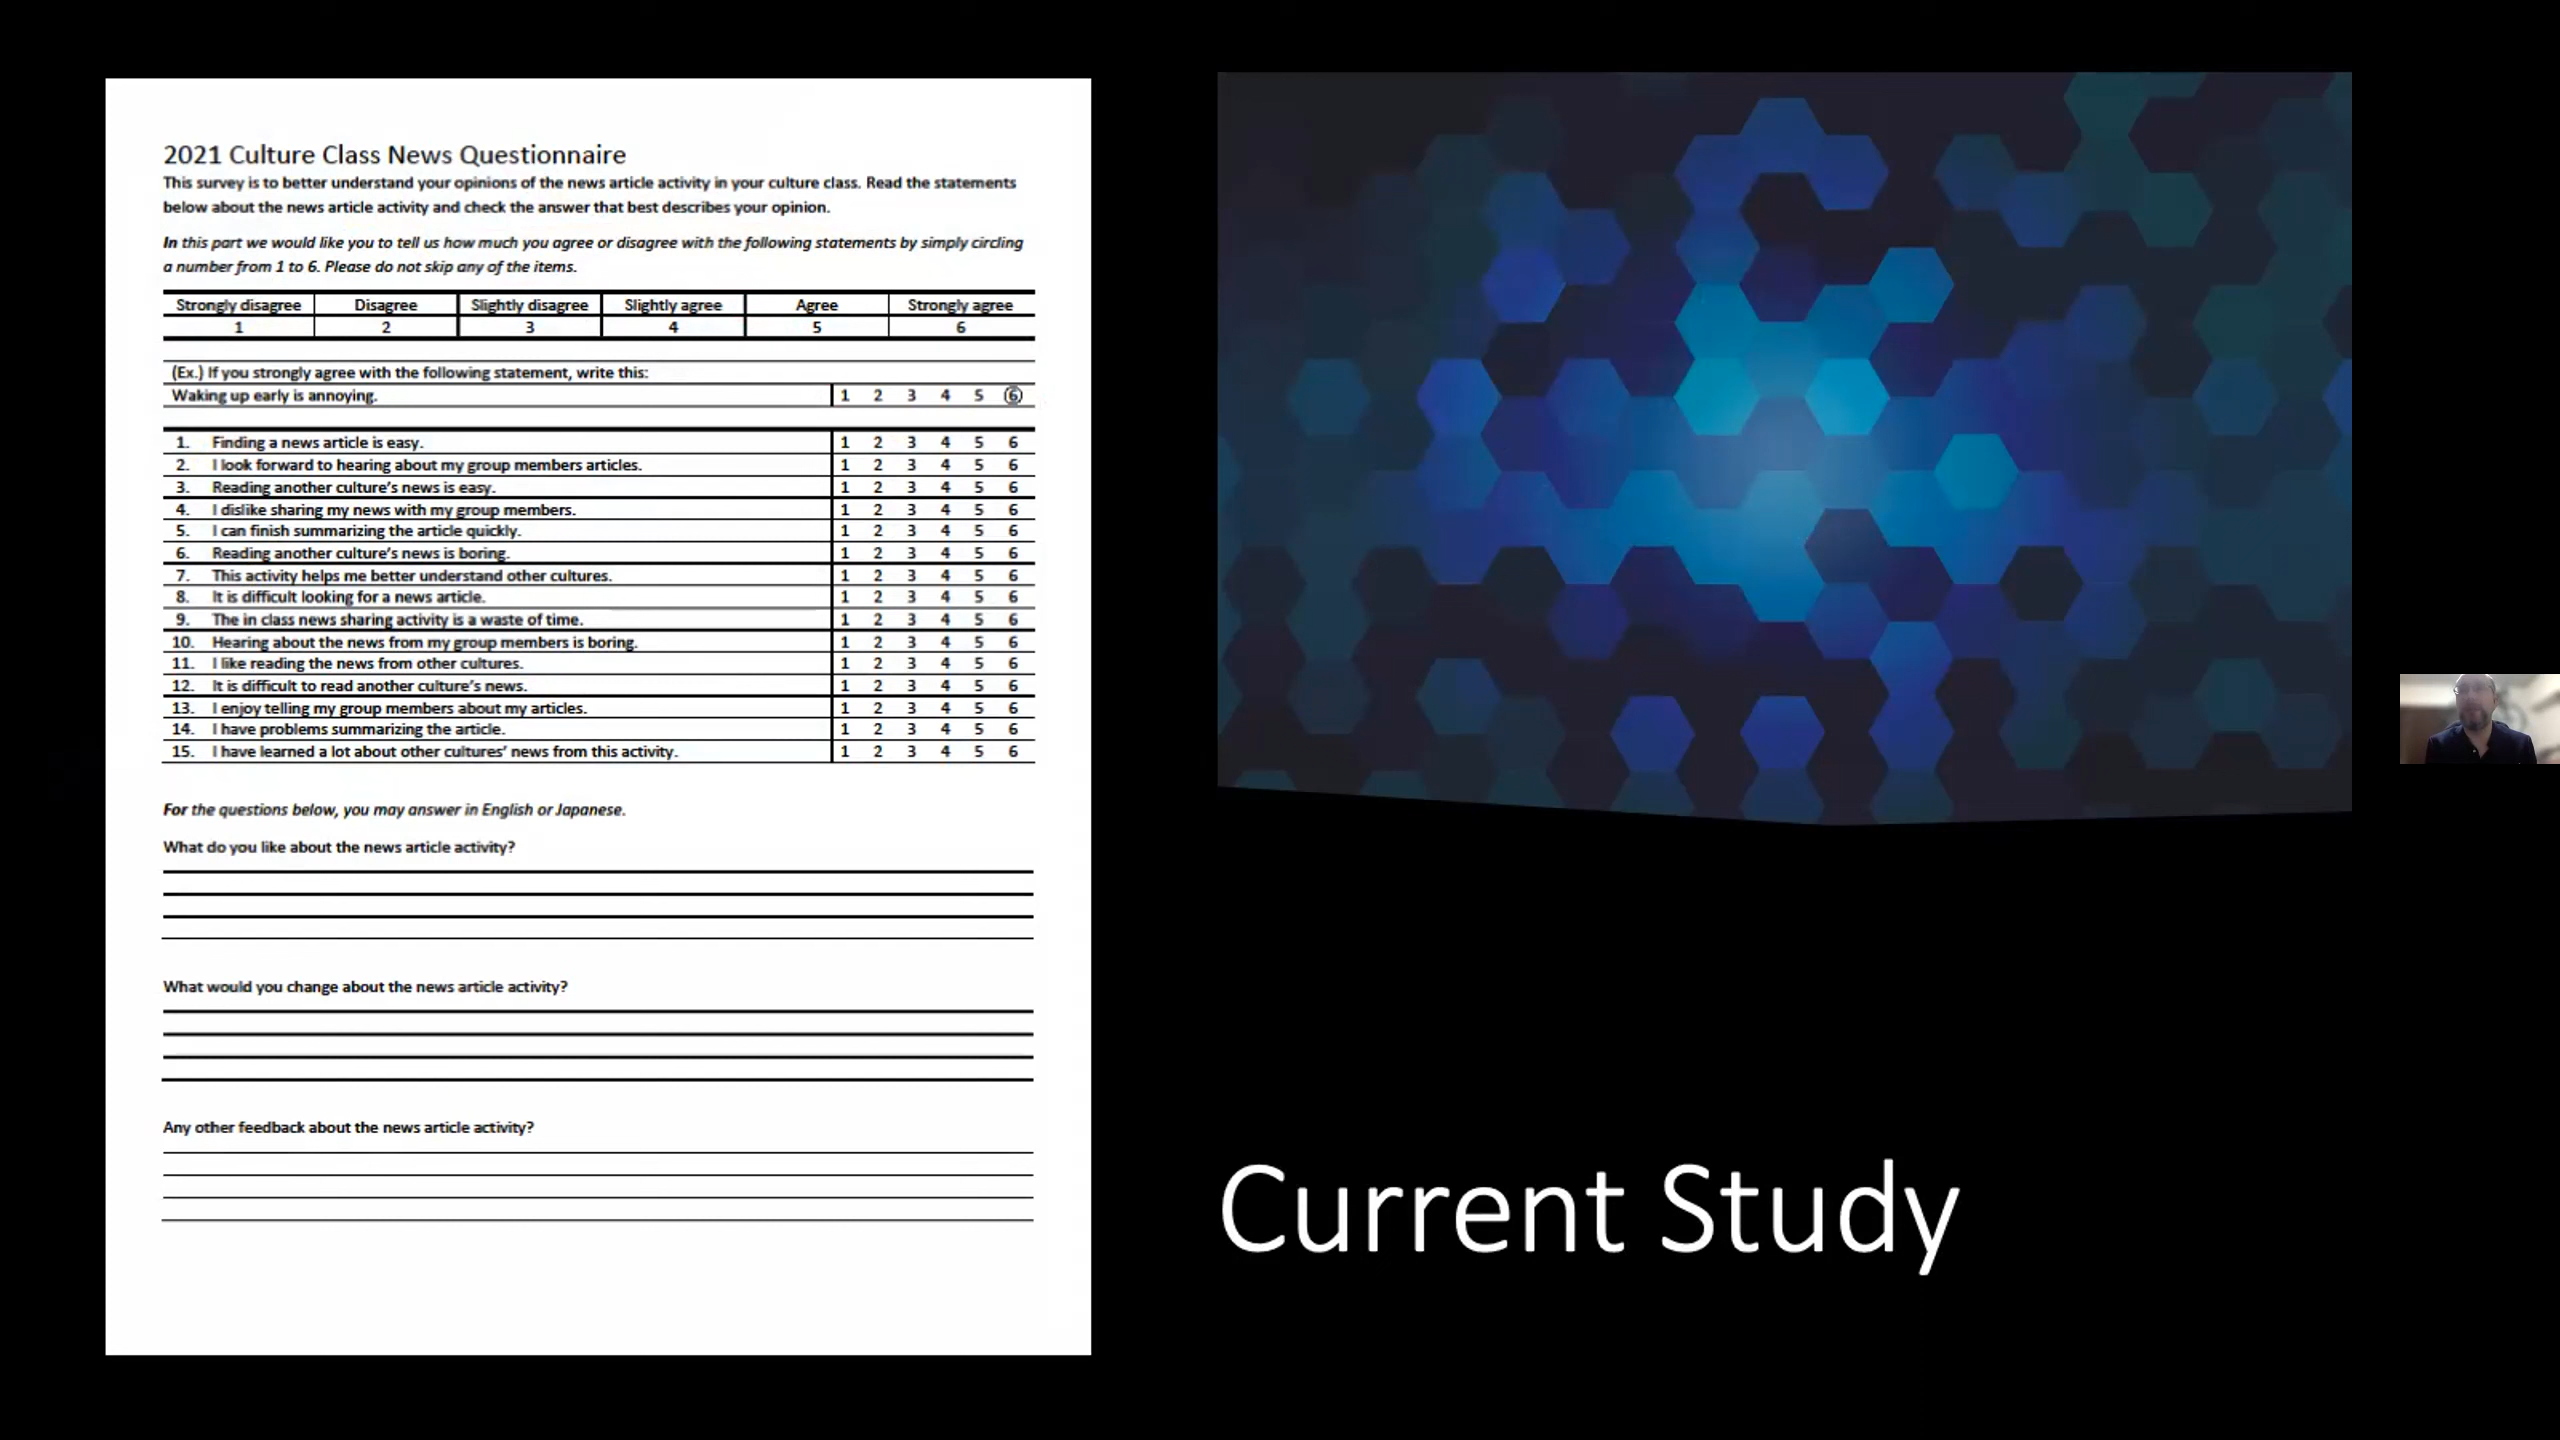 2021 Culture Class News Questionnaire
This survey is to better understand your opinions of the news article activity in your culture class. Read the statements
below about the news article activity and check the answer that best describes your opinion.
In this part we would like you to tell us how much you agree or disagree with the following statements by simply circling
a number from 1 to 6. Please do not skip any of the items.
Strongly disagree Disagree Slightly disagree Slightly agree Agree Strongly agree
1 2 3 4 5 6
(Ex.) If you strongly agree with the following statement, write this:
Waking up early is annoying. 1 2 3 4 5 6
1. Finding a news article is easy. 1 2 3 4 5 6
2. I look forward to hearing about my group members articles. 1 2 3 4 5 6
3. Reading another culture's news is easy. 1 2 3 4 5 6
4. I dislike sharing my news with my group members. 1 2 3 4 5 6
5. I can finish summarizing the article quickly. 1 2 3 4 5 6
6. Reading another culture's news is boring. 1 2 3 4 5 6
7. This activity helps me better understand other cultures. 1 2 3 4 5 6
8. It is difficult looking for a news article. 1 2 3 4 5 6
9. The in class news sharing activity is a waste of time. 1 2 3 4 5 6
10. Hearing about the news from my group members is boring. 1 2 3 4 5 6
11. I like reading the news from other cultures. 1 2 3 4 5 6
12. It is difficult to read another culture's news. 1 2 3 4 5 6
13. I enjoy telling my group members about my articles. 1 2 3 4 5 6
14. I have problems summarizing the article. 1 2 3 4 5 6
15. I have learned a lot about other cultures' news from this activity. 1 2 3 4 5 6
For the questions below, you may answer in English or Japanese.
What do you like about the news article activity?
What would you change about the news article activity?
Any other feedback about the news article activity?
Current Study